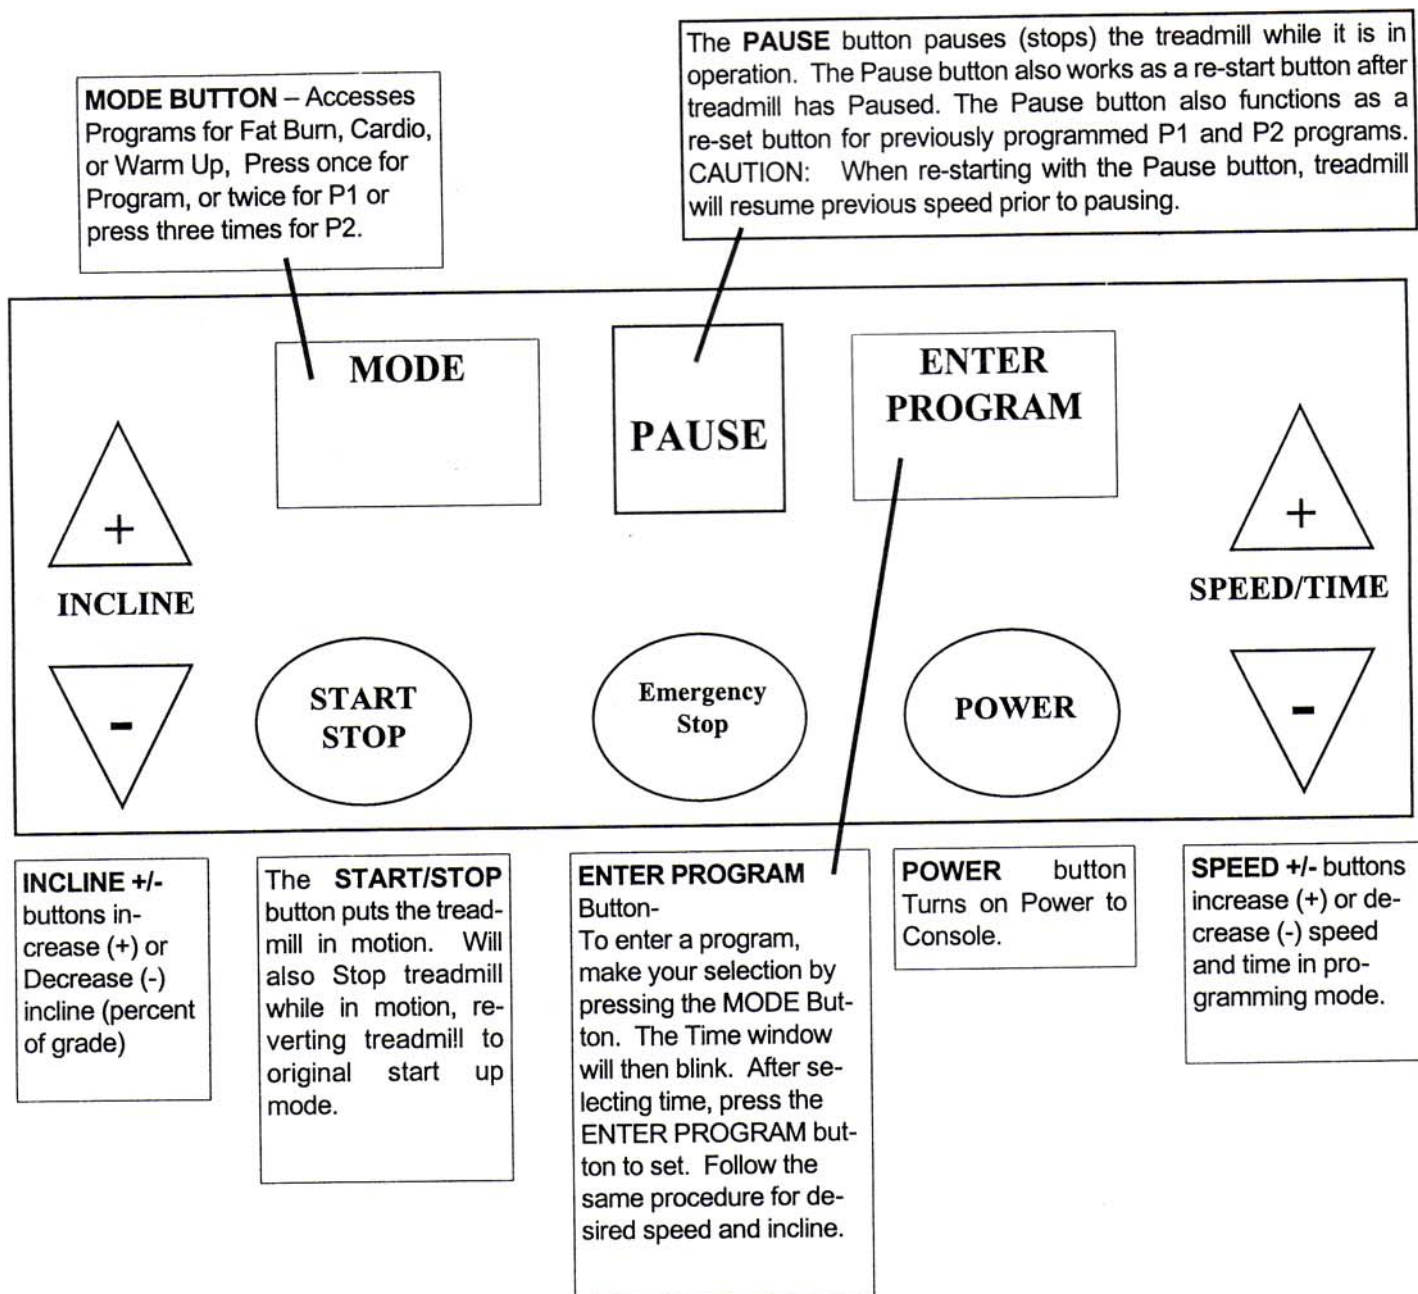 The PAUSE button pauses (stops) the treadmill while it is in
operation. The Pause button also works as a re-start button after
treadmill has Paused. The Pause button also functions as a
re-set button for previously programmed P1 and P2 programs.
CAUTION: When re-starting with the Pause button, treadmill
will resume previous speed prior to pausing.
MODE BUTTON – Accesses
Programs for Fat Burn, Cardio,
or Warm Up, Press once for
Program, or twice for P1 or
press three times for P2.
MODE
PAUSE
ENTER
PROGRAM
+
INCLINE
-
+
SPEED/TIME
-
START
STOP
Emergency
Stop
POWER
INCLINE +/-
buttons in-
crease (+) or
Decrease (-)
incline (percent
of grade)
The START/STOP
button puts the tread-
mill in motion. Will
also Stop treadmill
while in motion, re-
verting treadmill to
original start up
mode.
ENTER PROGRAM
Button-
To enter a program,
make your selection by
pressing the MODE But-
ton. The Time window
will then blink. After se-
lecting time, press the
ENTER PROGRAM but-
ton to set. Follow the
same procedure for de-
sired speed and incline.
POWER button
Turns on Power to
Console.
SPEED +/- buttons
increase (+) or de-
crease (-) speed
and time in pro-
gramming mode.